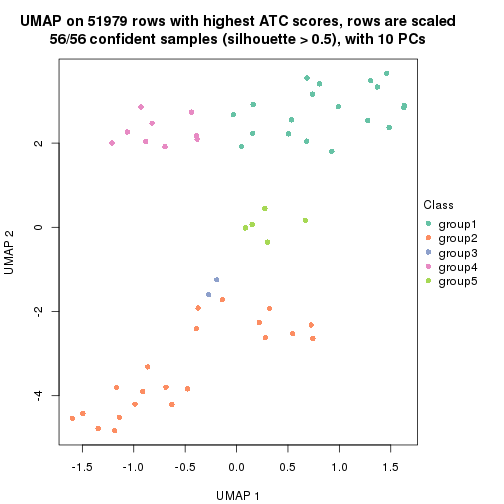 UMAP on 51979 rows with highest ATC scores, rows are scaled
56/56 confident samples (silhouette > 0.5), with 10 PCs
UMAP 2
2
0
-2
-4
-1.5 -1.0 -0.5 0.0 0.5 1.0 1.5
UMAP 1
Class
group1
group2
group3
group4
group5